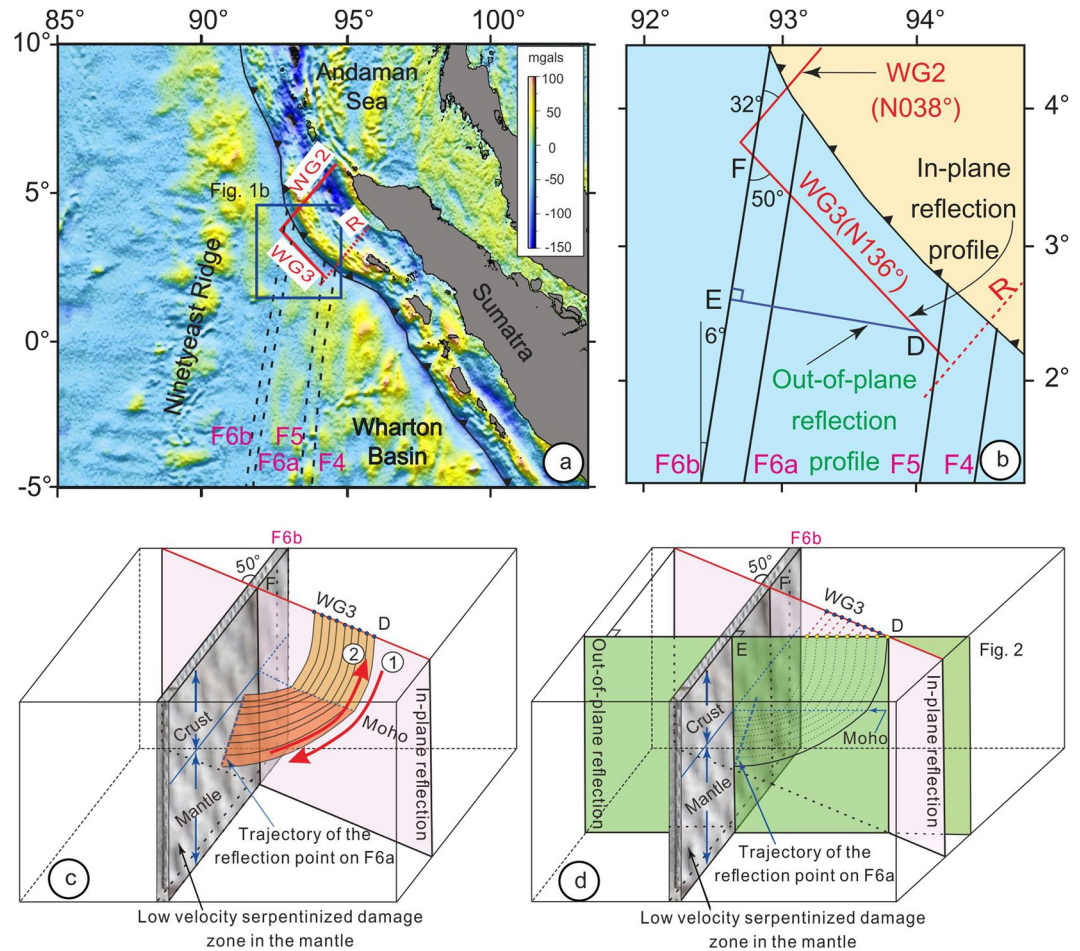 85° 90° 95° 100°
10°
5°
0°
-5°
85 90 95 100
mgals
100
50
0
-50
-100
-150
Andaman
Sea
WG2
Fig. 1b
R
WG3
Ninetyeast Ridge
Sumatra
Wharton
Basin
F6b
F5
F6a
F4
a
92° 93° 94°
4°
3°
2°
WG2
(N038°)
32°
F
50°
WG3(N136°)
In-plane
reflection
profile
R
E
6°
D
Out-of-plane
reflection
profile
F6b
F6a
F5
F4
b
F6b
50°
F
WG3
D
2
1
Crust
Moho
In-plane reflection
Mantle
Trajectory of the
reflection point on F6a
c
Low velocity serpentinized damage
zone in the mantle
F6b
50°
F
WG3
D
E
Fig. 2
Out-of-plane reflection
Crust
Moho
In-plane reflection
Mantle
Trajectory of the
reflection point on F6a
d
Low velocity serpentinized damage
zone in the mantle